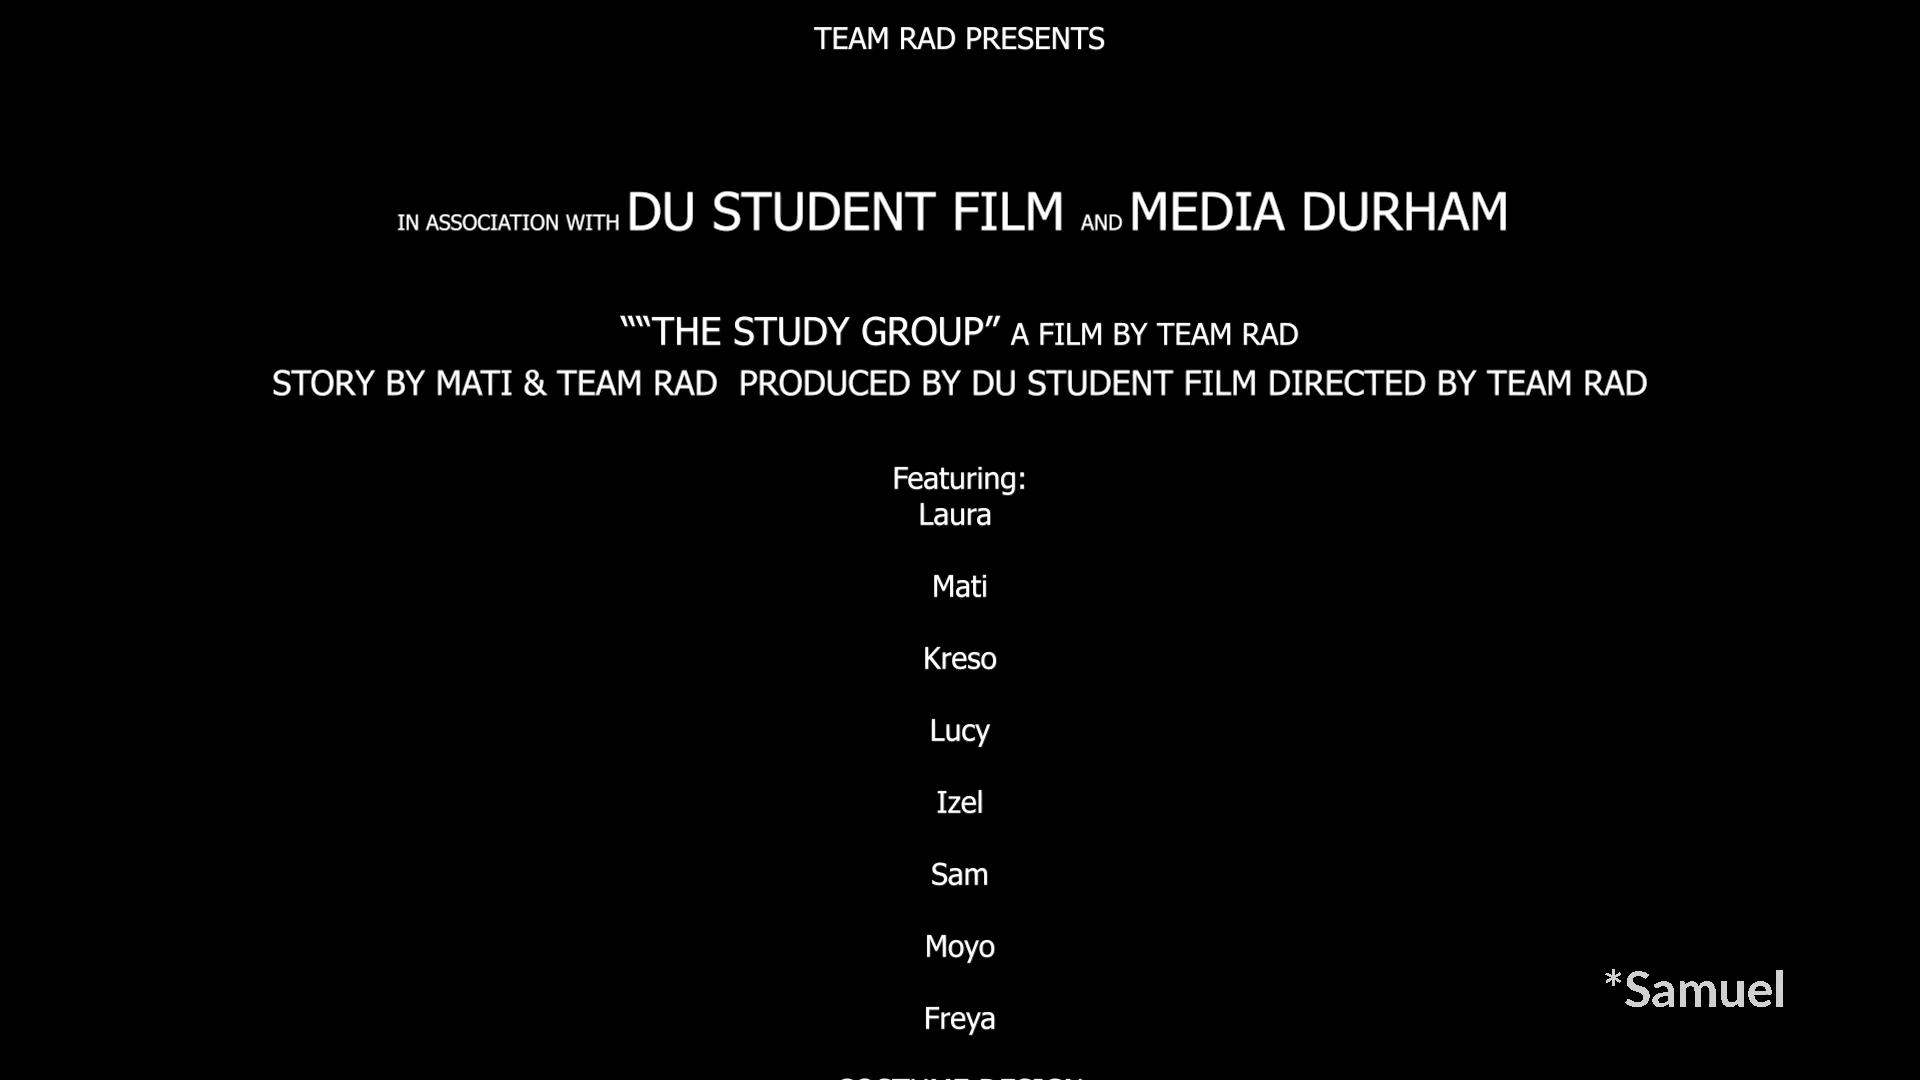 TEAM RAD PRESENTS
IN ASSOCIATION WITH DU STUDENT FILM AND MEDIA DURHAM
““THE STUDY GROUP” A FILM BY TEAM RAD
STORY BY MATI & TEAM RAD  PRODUCED BY DU STUDENT FILM DIRECTED BY TEAM RAD
Featuring:
Laura
Mati
Kreso
Lucy
Izel
Sam
Moyo
*Samuel
Freya
COSTUME DESIGN